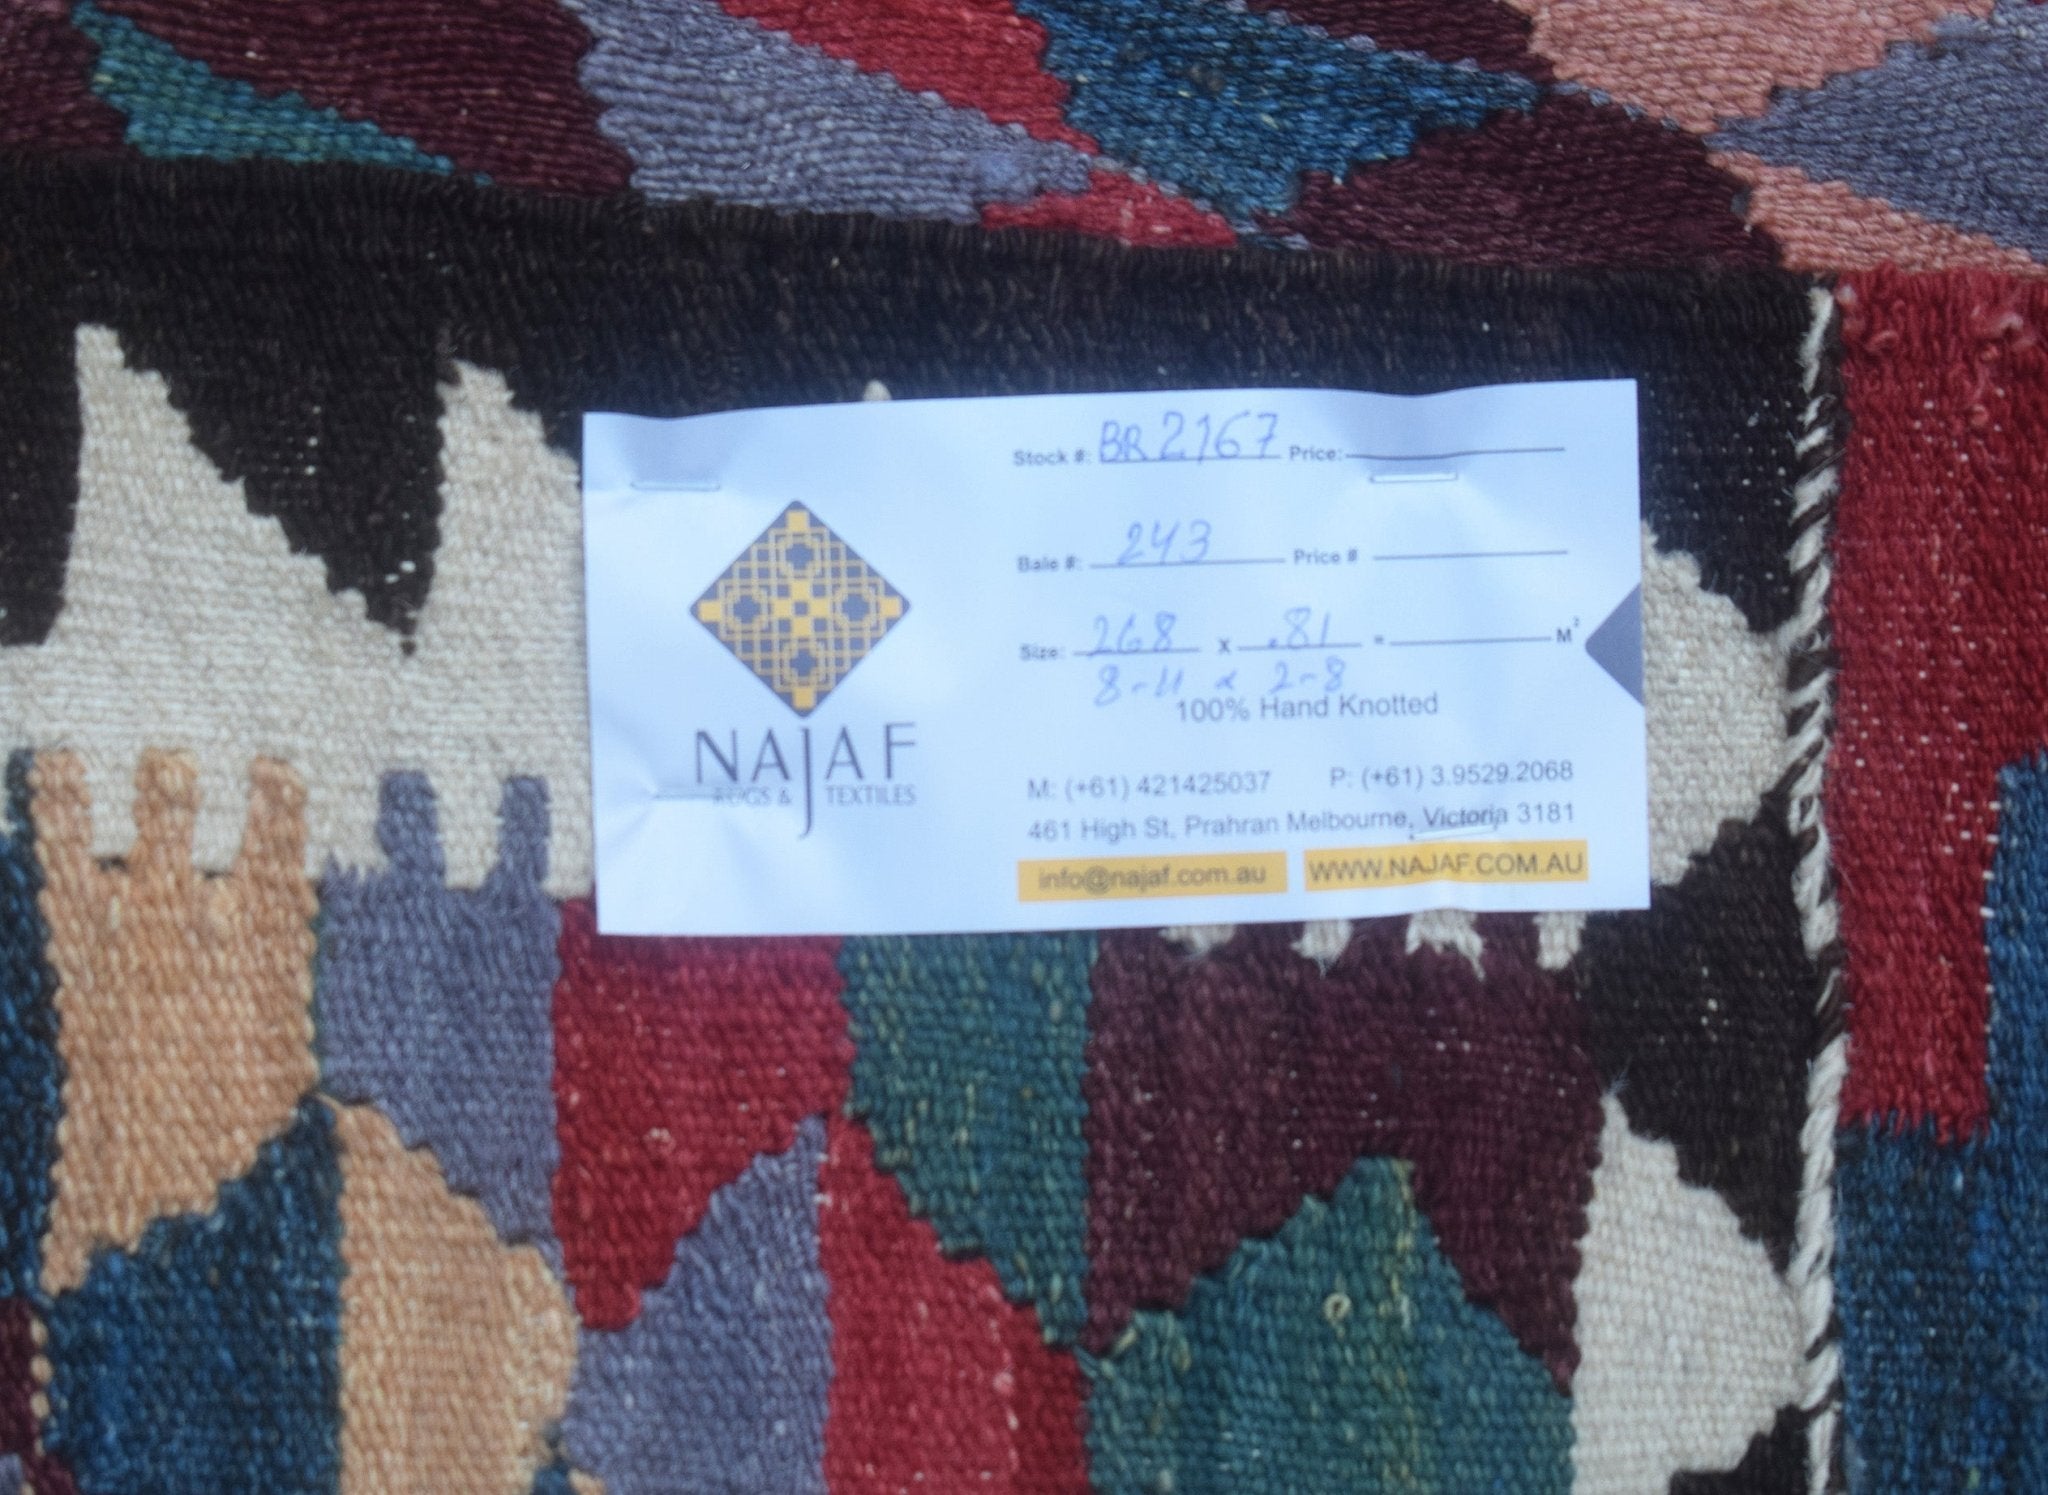 NAJAF
RUGS & TEXTILES
Stock #: BR2167 Price:
Bale #: 243 Price #
Size: 268 x .81 = M²
8-11 x 2-8
100% Hand Knotted
M: (+61) 421425037 P: (+61) 3.9529.2068
461 High St, Prahran Melbourne, Victoria 3181
info@najaf.com.au WWW.NAJAF.COM.AU